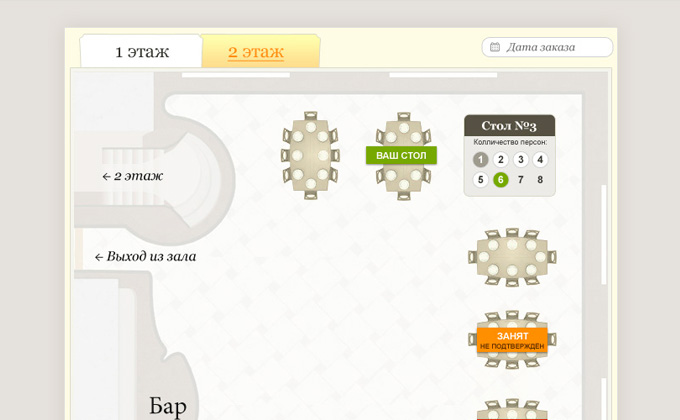 1 этаж
2 этаж
Дата заказа
Стол №3
Колличество персон:
1 2 3 4
5 6 7 8
ВАШ СТОЛ
← 2 этаж
← Выход из зала
ЗАНЯТ
НЕ ПОДТВЕРЖДЕН
Бар